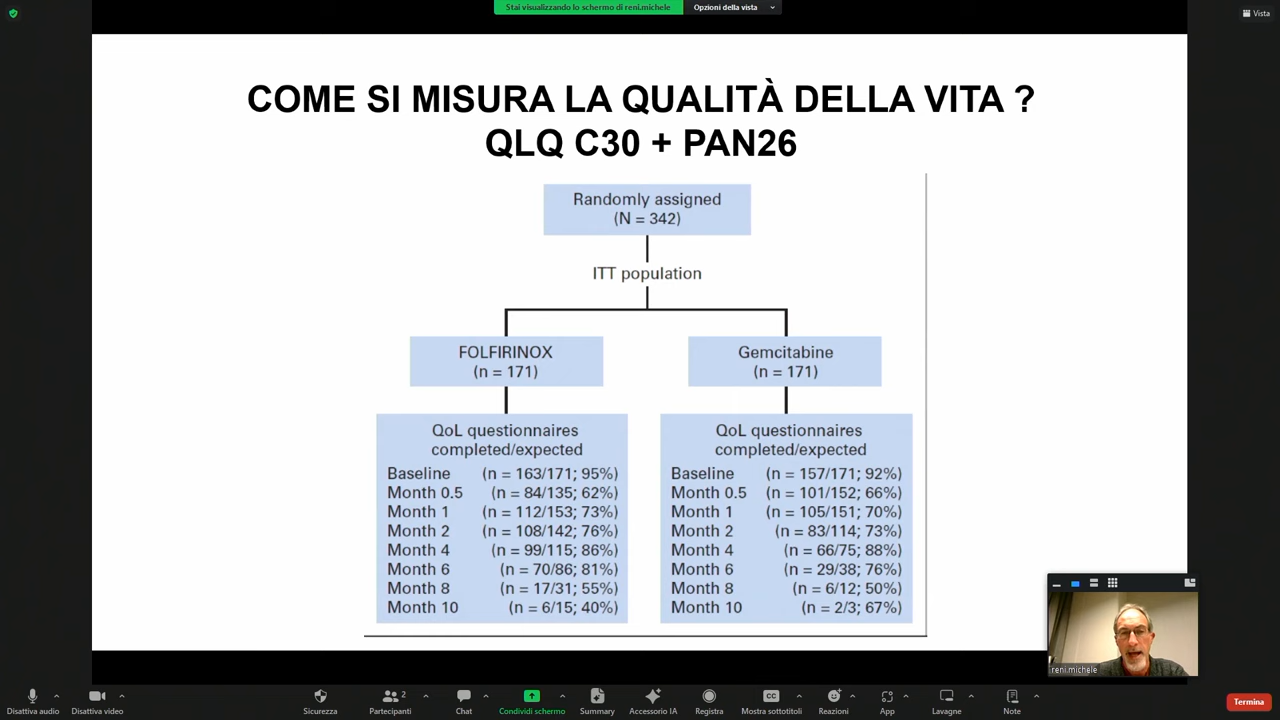 Stai visualizzando lo schermo di reni.michele
Opzioni della vista
Vista
COME SI MISURA LA QUALITÀ DELLA VITA ?
QLQ C30 + PAN26
Randomly assigned
(N = 342)
ITT population
FOLFIRINOX
(n = 171)
Gemcitabine
(n = 171)
QoL questionnaires
completed/expected
Baseline (n = 163/171; 95%)
Month 0.5 (n = 84/135; 62%)
Month 1 (n = 112/153; 73%)
Month 2 (n = 108/142; 76%)
Month 4 (n = 99/115; 86%)
Month 6 (n = 70/86; 81%)
Month 8 (n = 17/31; 55%)
Month 10 (n = 6/15; 40%)
QoL questionnaires
completed/expected
Baseline (n = 157/171; 92%)
Month 0.5 (n = 101/152; 66%)
Month 1 (n = 105/151; 70%)
Month 2 (n = 83/114; 73%)
Month 4 (n = 66/75; 88%)
Month 6 (n = 29/38; 76%)
Month 8 (n = 6/12; 50%)
Month 10 (n = 2/3; 67%)
reni.michele
Disattiva audio
Disattiva video
Sicurezza
Partecipanti 2
Chat
Condividi schermo
Summary
Accessorio IA
Registra
CC
Mostra sottotitoli
Reazioni
App
Lavagne
Note
Termina